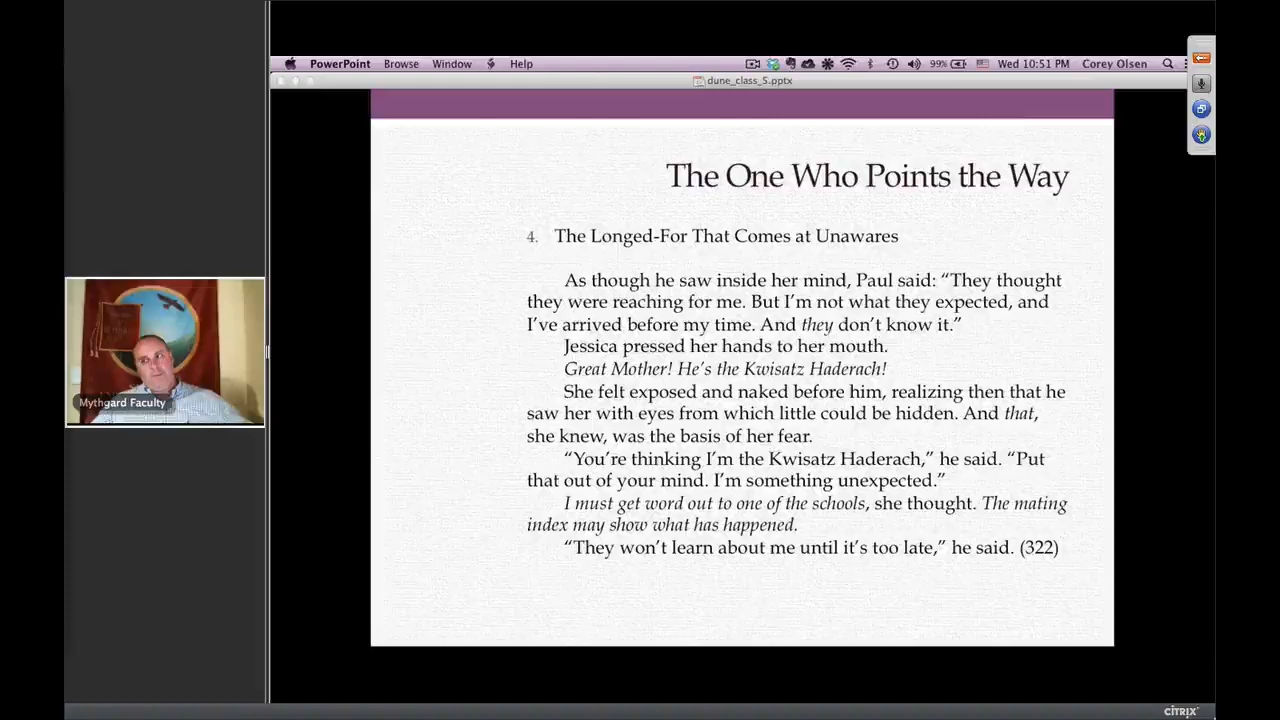 PowerPoint Browse Window Help 99% Wed 10:51 PM Corey Olsen
dune_class_5.pptx
The One Who Points the Way
4. The Longed-For That Comes at Unawares
As though he saw inside her mind, Paul said: “They thought
they were reaching for me. But I’m not what they expected, and
I’ve arrived before my time. And they don’t know it.”
Jessica pressed her hands to her mouth.
Great Mother! He’s the Kwisatz Haderach!
She felt exposed and naked before him, realizing then that he
saw her with eyes from which little could be hidden. And that,
she knew, was the basis of her fear.
“You’re thinking I’m the Kwisatz Haderach,” he said. “Put
that out of your mind. I’m something unexpected.”
I must get word out to one of the schools, she thought. The mating
index may show what has happened.
“They won’t learn about me until it’s too late,” he said. (322)
Mythgard Faculty
CITRIX